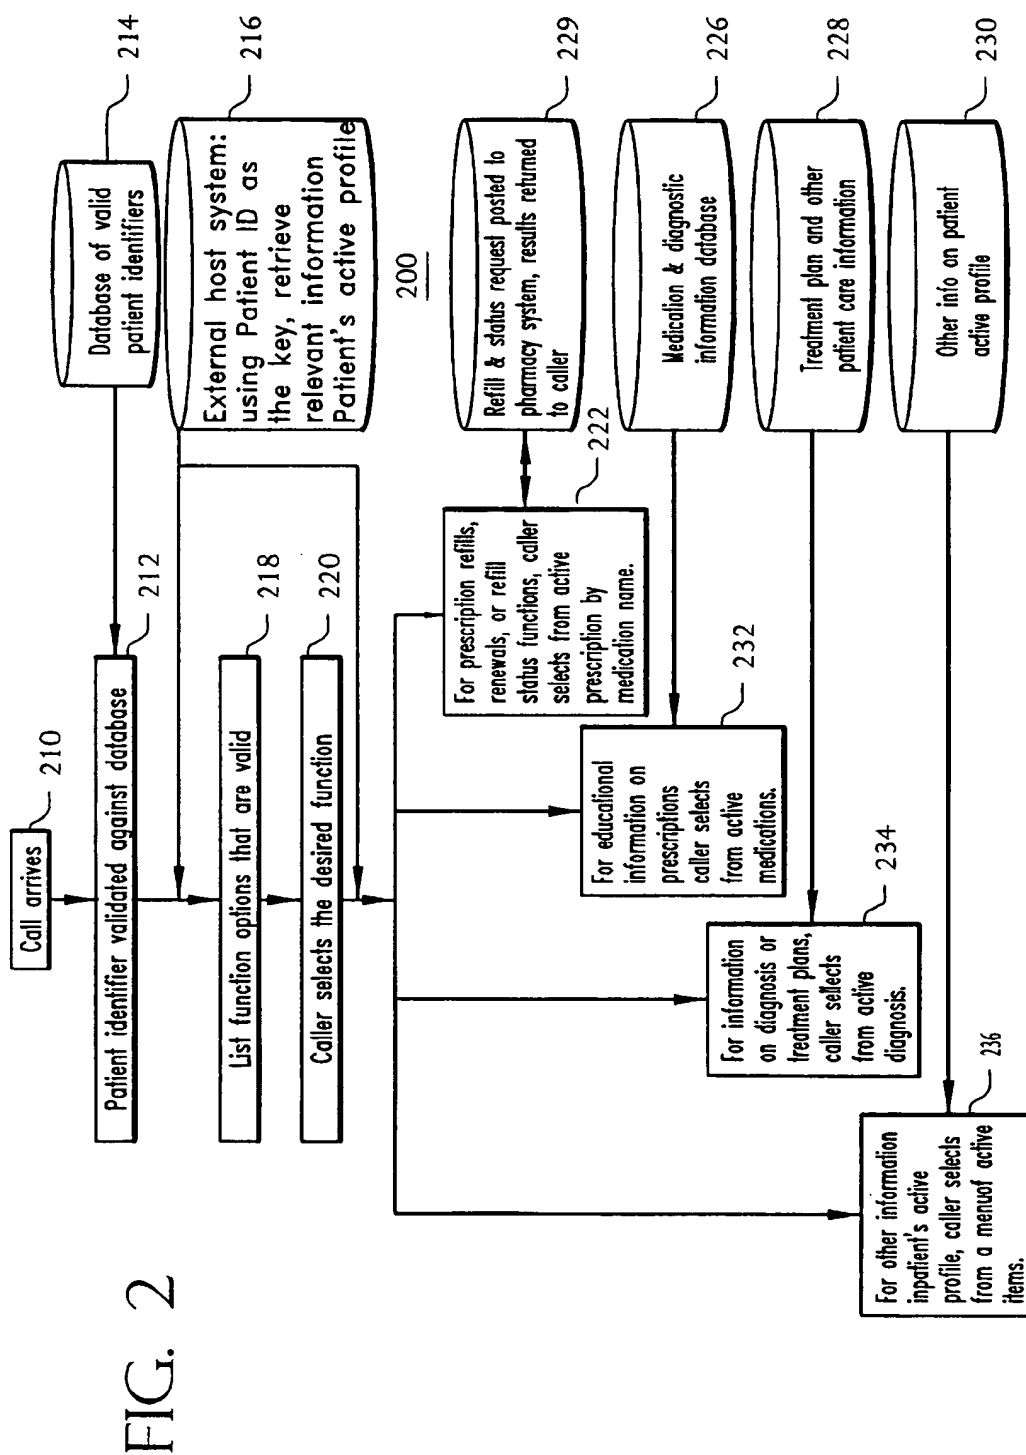 Call arrives
210
Patient identifier validated against database
212
Database of valid
patient identifiers
214
External host system:
using Patient ID as
the key, retrieve
relevant information
Patient's active profile
216
List function options that are valid
218
Caller selects the desired function
220
200
For prescription refills,
renewals, or refill
status functions, caller
selects from active
prescription by
medication name.
222
Refill & status request posted to
pharmacy system, results returned
to caller
229
For educational
information on
prescriptions
caller selects
from active
medications.
232
Medication & diagnostic
information database
226
For information
on diagnosis or
treatment plans,
caller sellects
from active
diagnosis.
234
Treatment plan and other
patient care information
228
For other information
inpatient's active
profile, caller selects
from a menuof active
items.
236
Other info on patient
active profile
230
FIG. 2